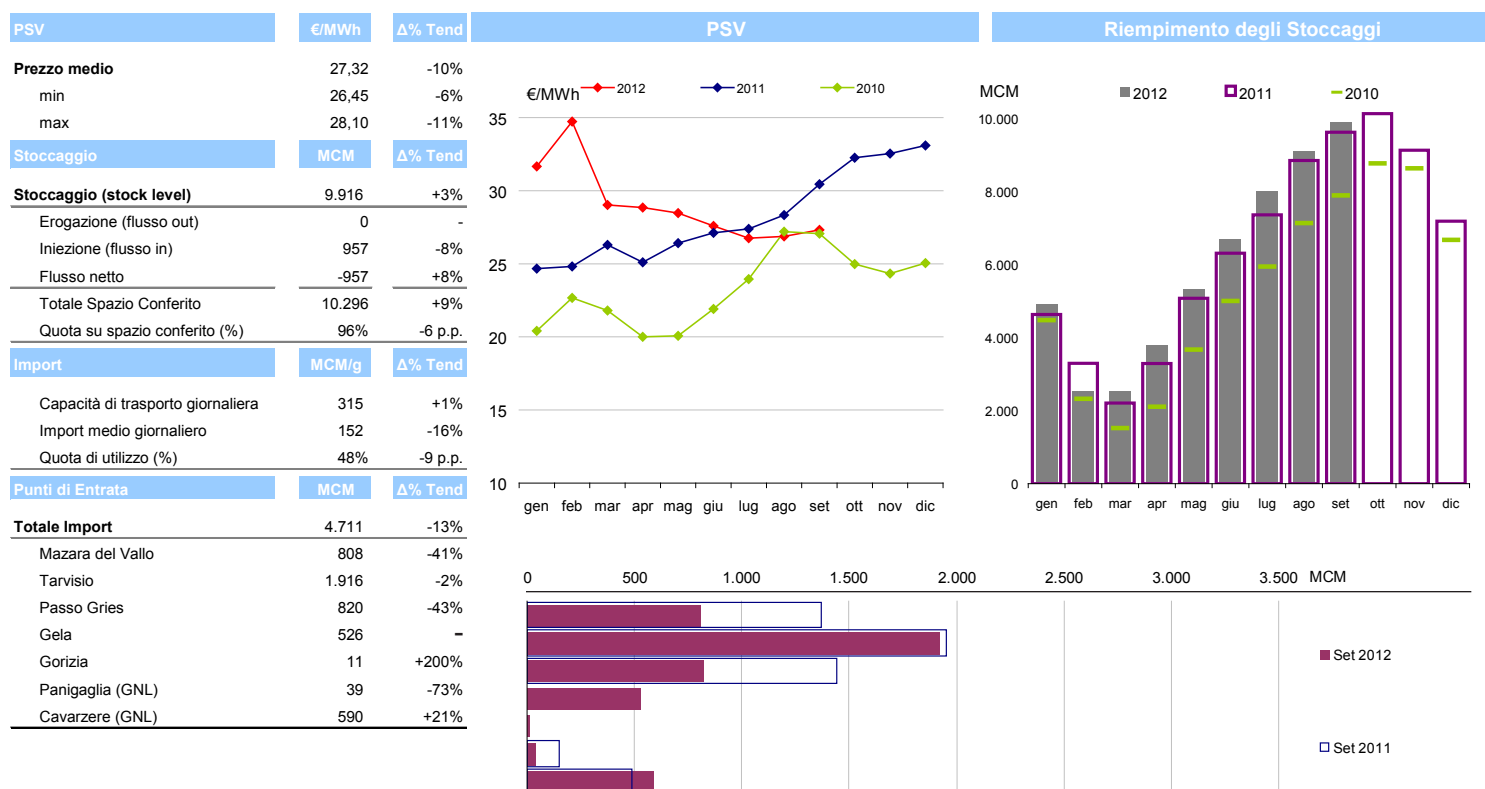 PSV €/MWh Δ% Tend
Prezzo medio 27,32 -10%
min 26,45 -6%
max 28,10 -11%
Stoccaggio MCM Δ% Tend
Stoccaggio (stock level) 9.916 +3%
Erogazione (flusso out) 0 -
Iniezione (flusso in) 957 -8%
Flusso netto -957 +8%
Totale Spazio Conferito 10.296 +9%
Quota su spazio conferito (%) 96% -6 p.p.
Import MCM/g Δ% Tend
Capacità di trasporto giornaliera 315 +1%
Import medio giornaliero 152 -16%
Quota di utilizzo (%) 48% -9 p.p.
Punti di Entrata MCM Δ% Tend
Totale Import 4.711 -13%
Mazara del Vallo 808 -41%
Tarvisio 1.916 -2%
Passo Gries 820 -43%
Gela 526 -
Gorizia 11 +200%
Panigaglia (GNL) 39 -73%
Cavarzere (GNL) 590 +21%
PSV
€/MWh 2012 2011 2010
35
30
25
20
15
10
gen feb mar apr mag giu lug ago set ott nov dic
Riempimento degli Stoccaggi
MCM 2012 2011 2010
10.000
8.000
6.000
4.000
2.000
0
gen feb mar apr mag giu lug ago set ott nov dic
0 500 1.000 1.500 2.000 2.500 3.000 3.500 MCM
Set 2012
Set 2011